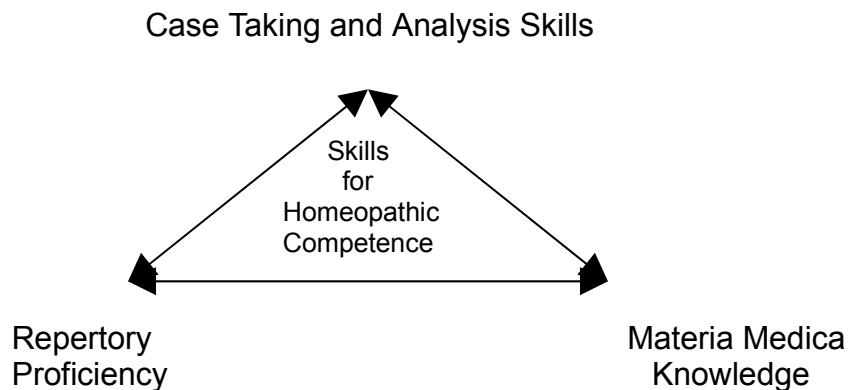 Case Taking and Analysis Skills
Skills
for
Homeopathic
Competence
Repertory
Proficiency
Materia Medica
Knowledge